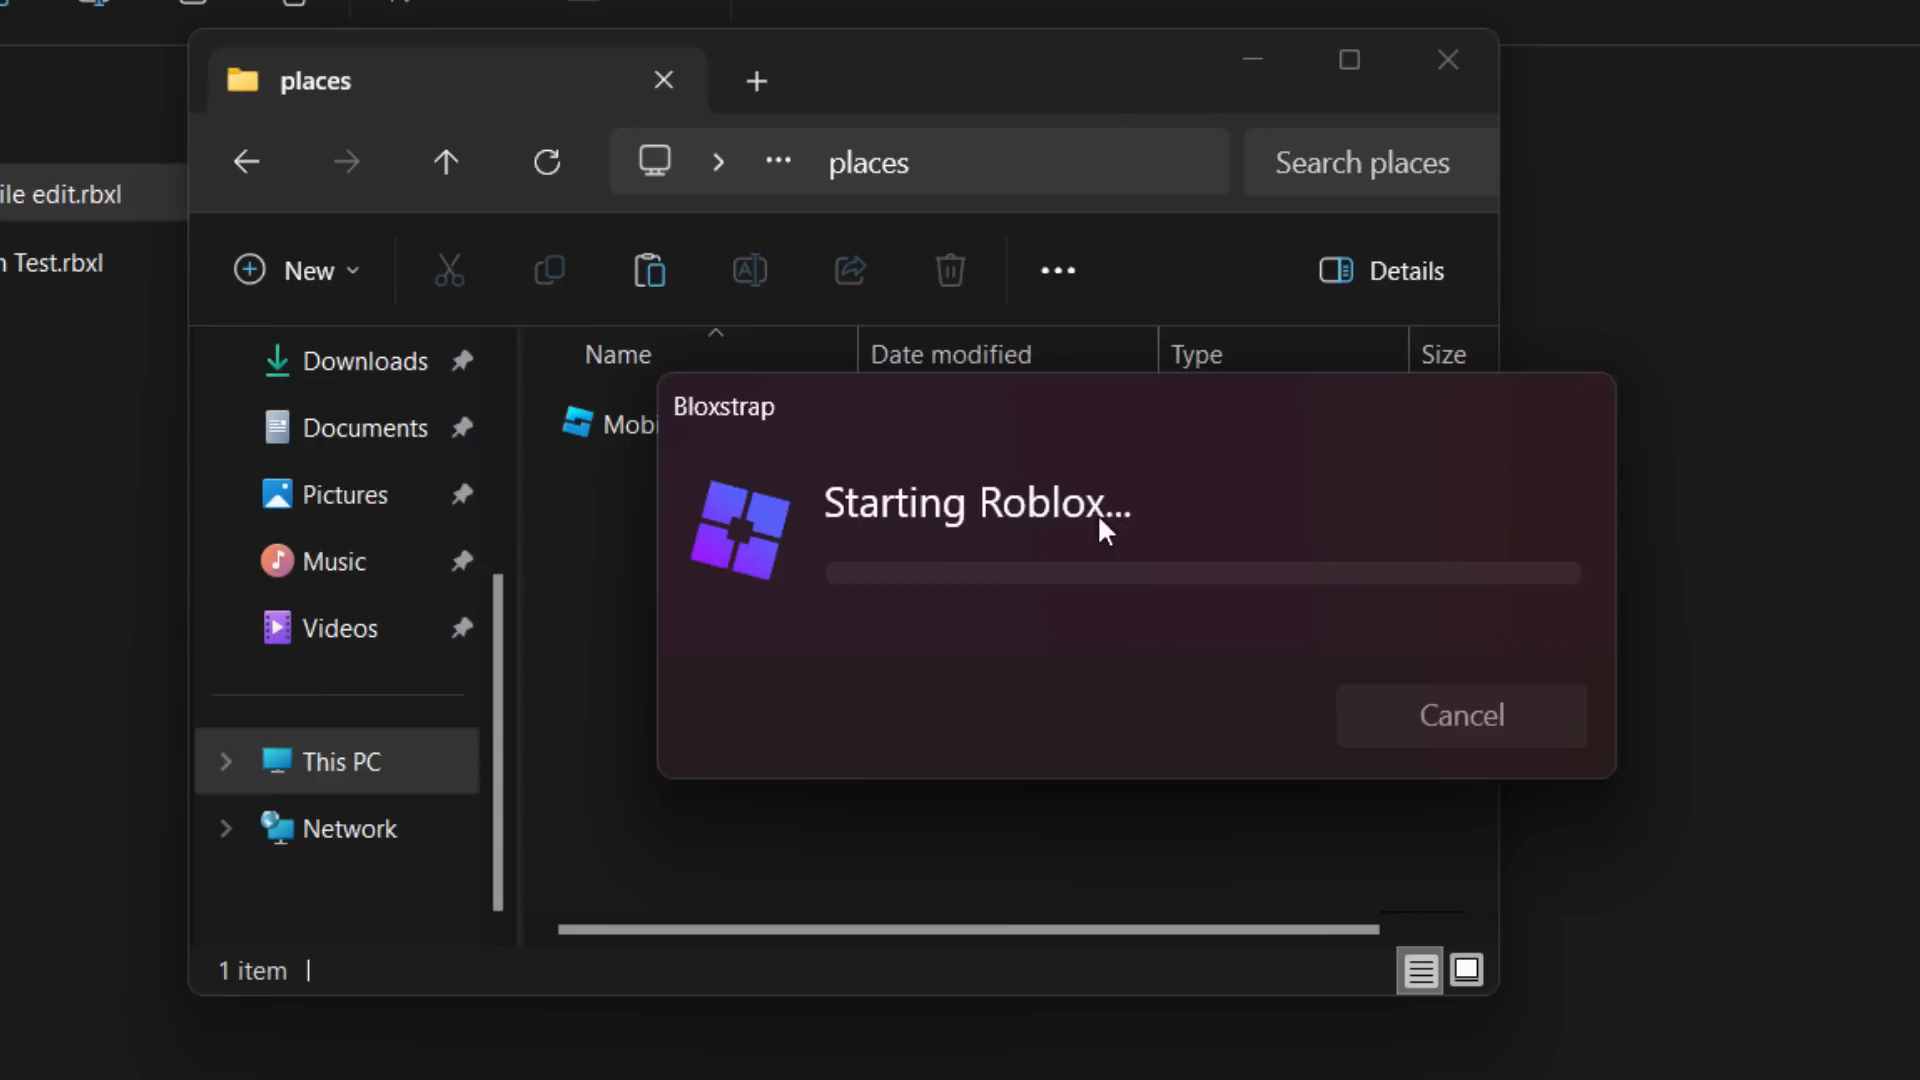 places
places
Search places
ile edit.rbxl
n Test.rbxl
New
Details
Downloads
Documents
Pictures
Music
Videos
This PC
Network
Name
Date modified
Type
Size
Mobi
Bloxstrap
Starting Roblox...
Cancel
1 item